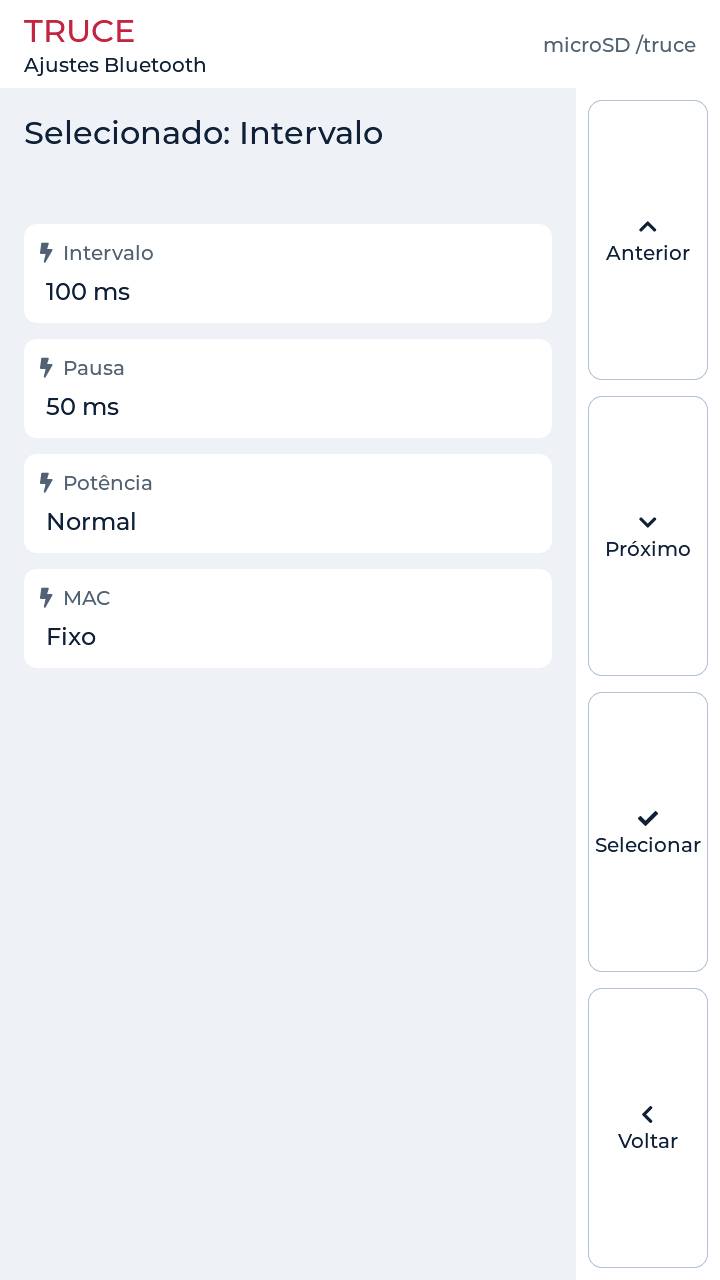 TRUCE
Ajustes Bluetooth
microSD /truce
Selecionado: Intervalo
Intervalo
100 ms
Pausa
50 ms
Potência
Normal
MAC
Fixo
Anterior
Próximo
Selecionar
Voltar